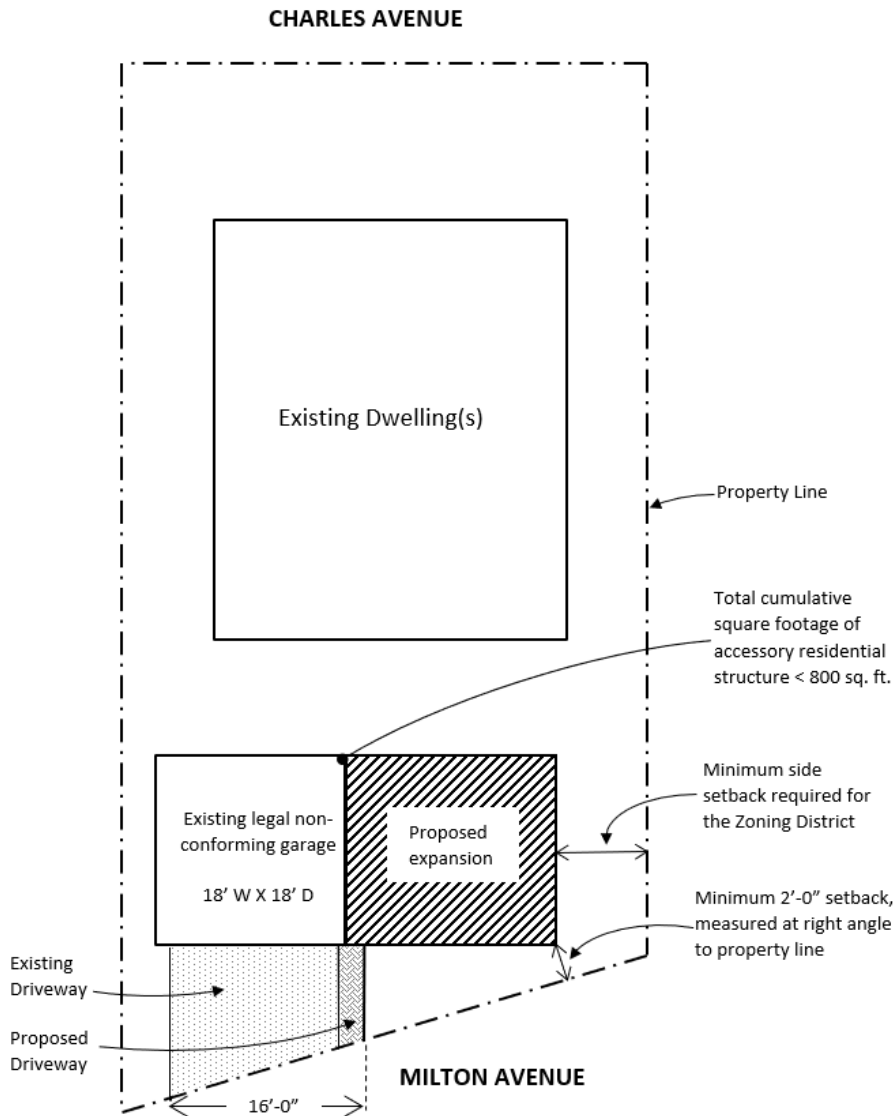 CHARLES AVENUE
Existing Dwelling(s)
Property Line
Total cumulative
square footage of
accessory residential
structure < 800 sq. ft.
Existing legal non-
conforming garage
18’ W X 18’ D
Proposed
expansion
Minimum side
setback required for
the Zoning District
Minimum 2’-0” setback,
measured at right angle
to property line
Existing
Driveway
Proposed
Driveway
MILTON AVENUE
16’-0”